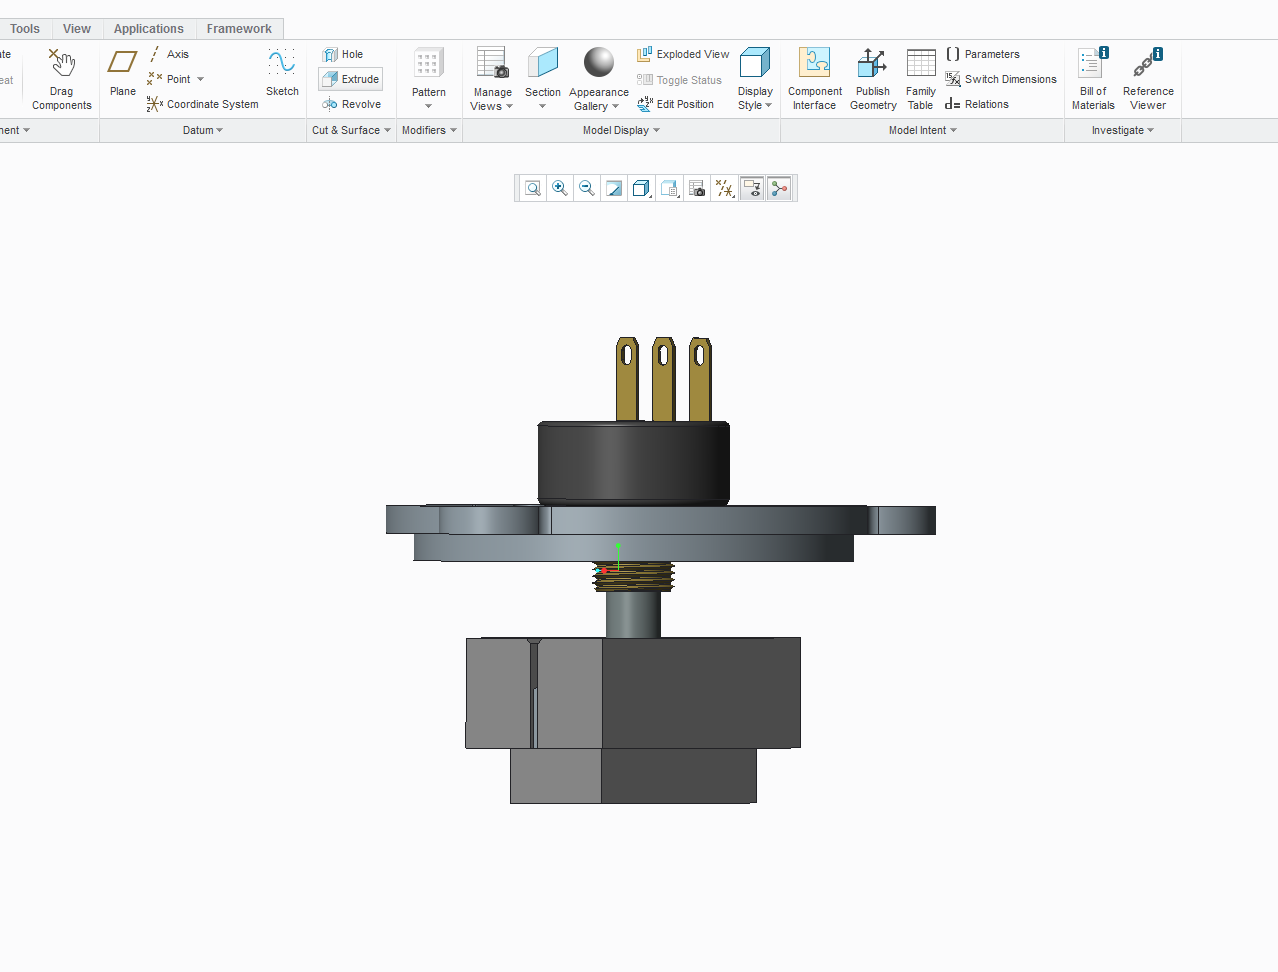 Tools View Applications Framework
ate
eat
Drag
Components
ment
Plane
Axis
Point
Coordinate System
Sketch
Datum
Hole
Extrude
Revolve
Cut & Surface
Pattern
Modifiers
Manage
Views
Section
Appearance
Gallery
Exploded View
Toggle Status
Edit Position
Display
Style
Model Display
Component
Interface
Publish
Geometry
Family
Table
Parameters
Switch Dimensions
d= Relations
Model Intent
Bill of
Materials
Reference
Viewer
Investigate